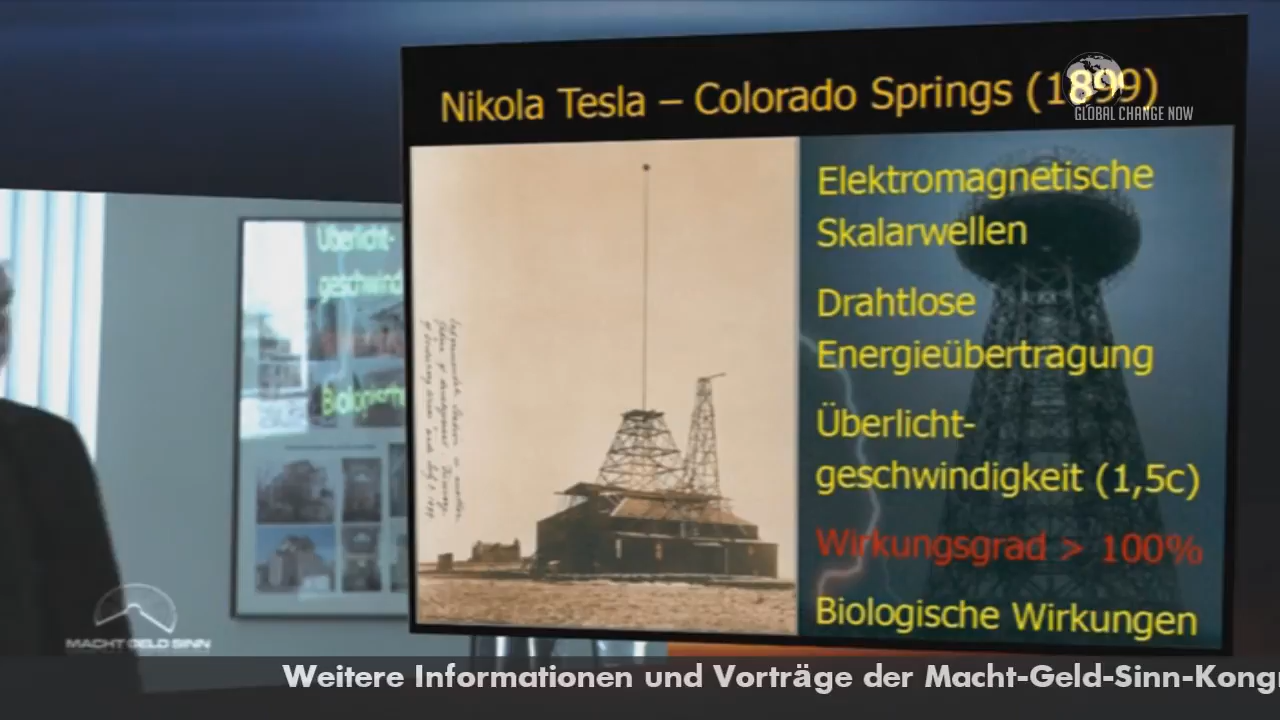 Nikola Tesla – Colorado Springs (1899)
GLOBAL CHANGE NOW
Elektromagnetische
Skalarwellen
Drahtlose
Energieübertragung
Überlicht-
geschwindigkeit (1,5c)
Wirkungsgrad > 100%
Biologische Wirkungen
Überlicht-
geschwind
MACHT GELD SINN
Weitere Informationen und Vorträge der Macht-Geld-Sinn-Kongr